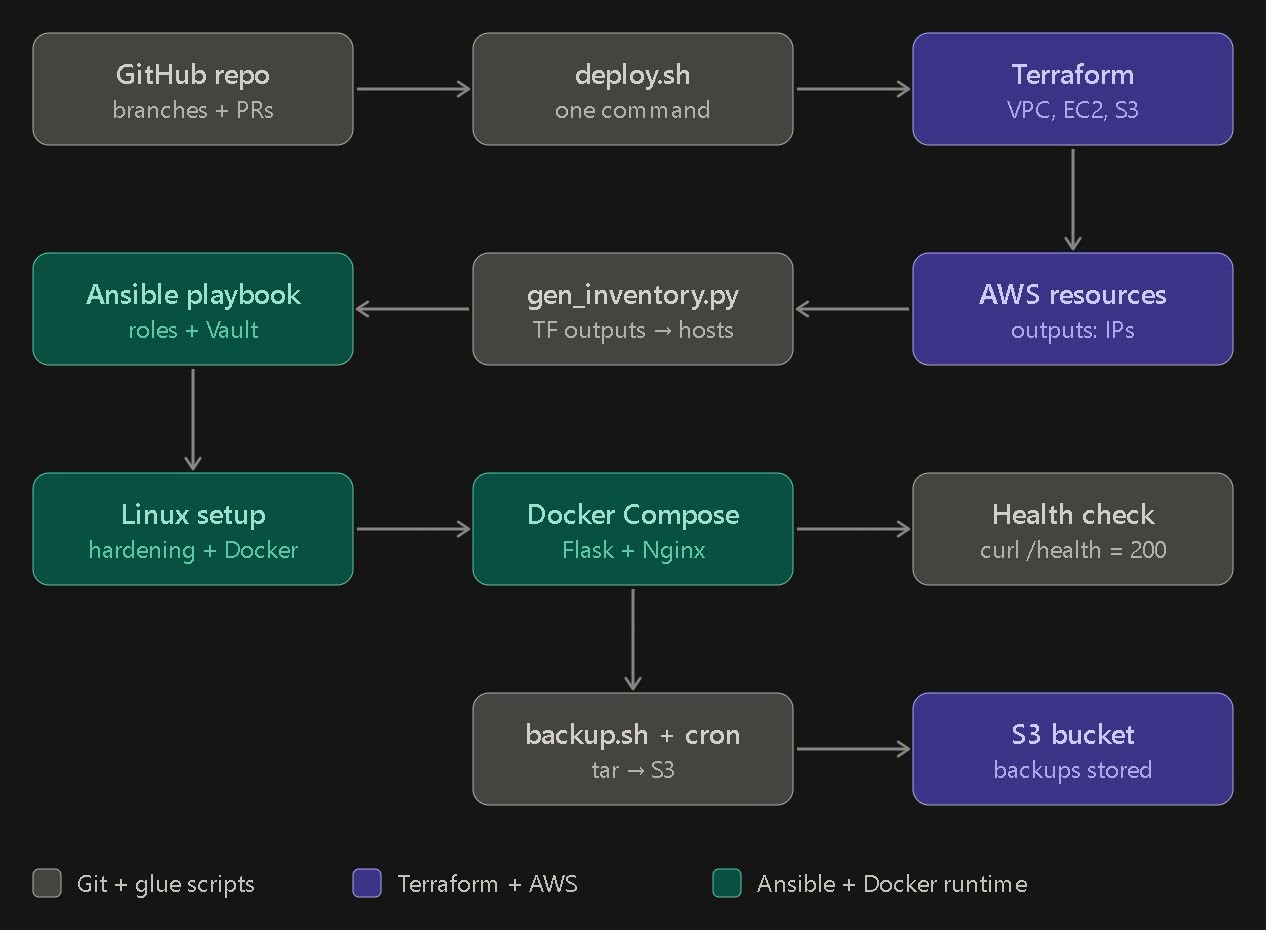 GitHub repo
branches + PRs
deploy.sh
one command
Terraform
VPC, EC2, S3
Ansible playbook
roles + Vault
gen_inventory.py
TF outputs → hosts
AWS resources
outputs: IPs
Linux setup
hardening + Docker
Docker Compose
Flask + Nginx
Health check
curl /health = 200
backup.sh + cron
tar → S3
S3 bucket
backups stored
Git + glue scripts
Terraform + AWS
Ansible + Docker runtime